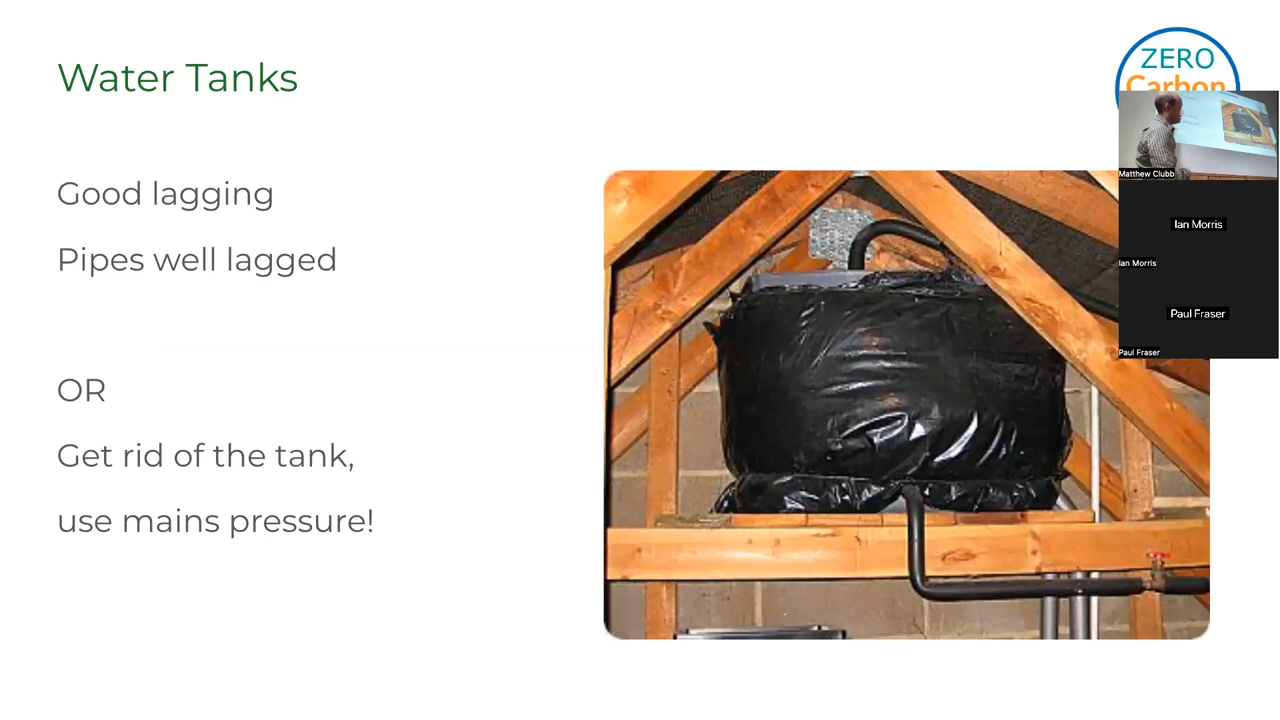 Water Tanks
Good lagging
Pipes well lagged
OR
Get rid of the tank,
use mains pressure!
ZERO
Carbon
Matthew Clubb
Ian Morris
Ian Morris
Paul Fraser
Paul Fraser